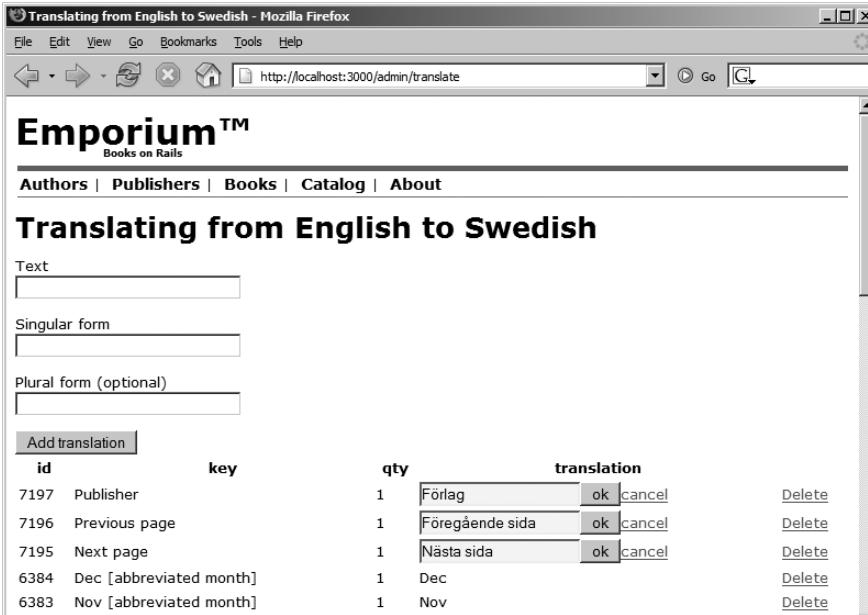 Translating from English to Swedish - Mozilla Firefox
File Edit View Go Bookmarks Tools Help
http://localhost:3000/admin/translate Go G
Emporium™
Books on Rails
Authors | Publishers | Books | Catalog | About
Translating from English to Swedish
Text
Singular form
Plural form (optional)
Add translation
id key qty translation
7197 Publisher 1 Förlag ok cancel Delete
7196 Previous page 1 Föregående sida ok cancel Delete
7195 Next page 1 Nästa sida ok cancel Delete
6384 Dec [abbreviated month] 1 Dec Delete
6383 Nov [abbreviated month] 1 Nov Delete